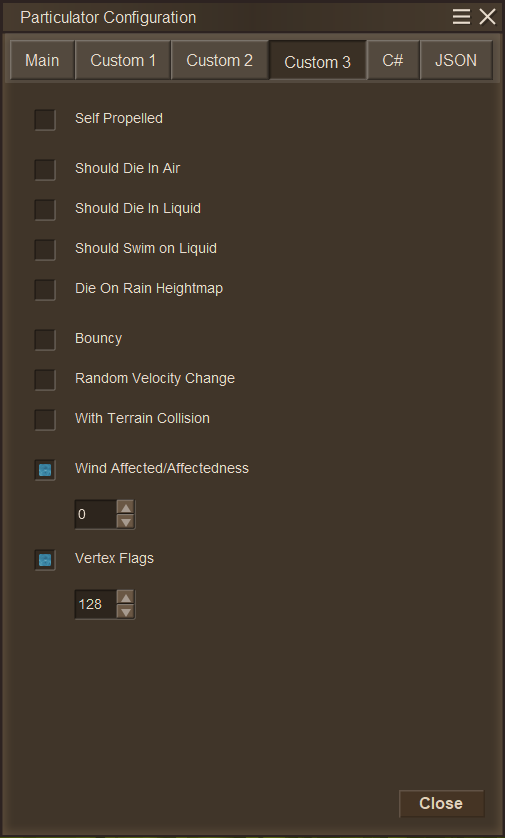 Particulator Configuration
Main Custom 1 Custom 2 Custom 3 C# JSON
Self Propelled
Should Die In Air
Should Die In Liquid
Should Swim on Liquid
Die On Rain Heightmap
Bouncy
Random Velocity Change
With Terrain Collision
Wind Affected/Affectedness
0
Vertex Flags
128
Close